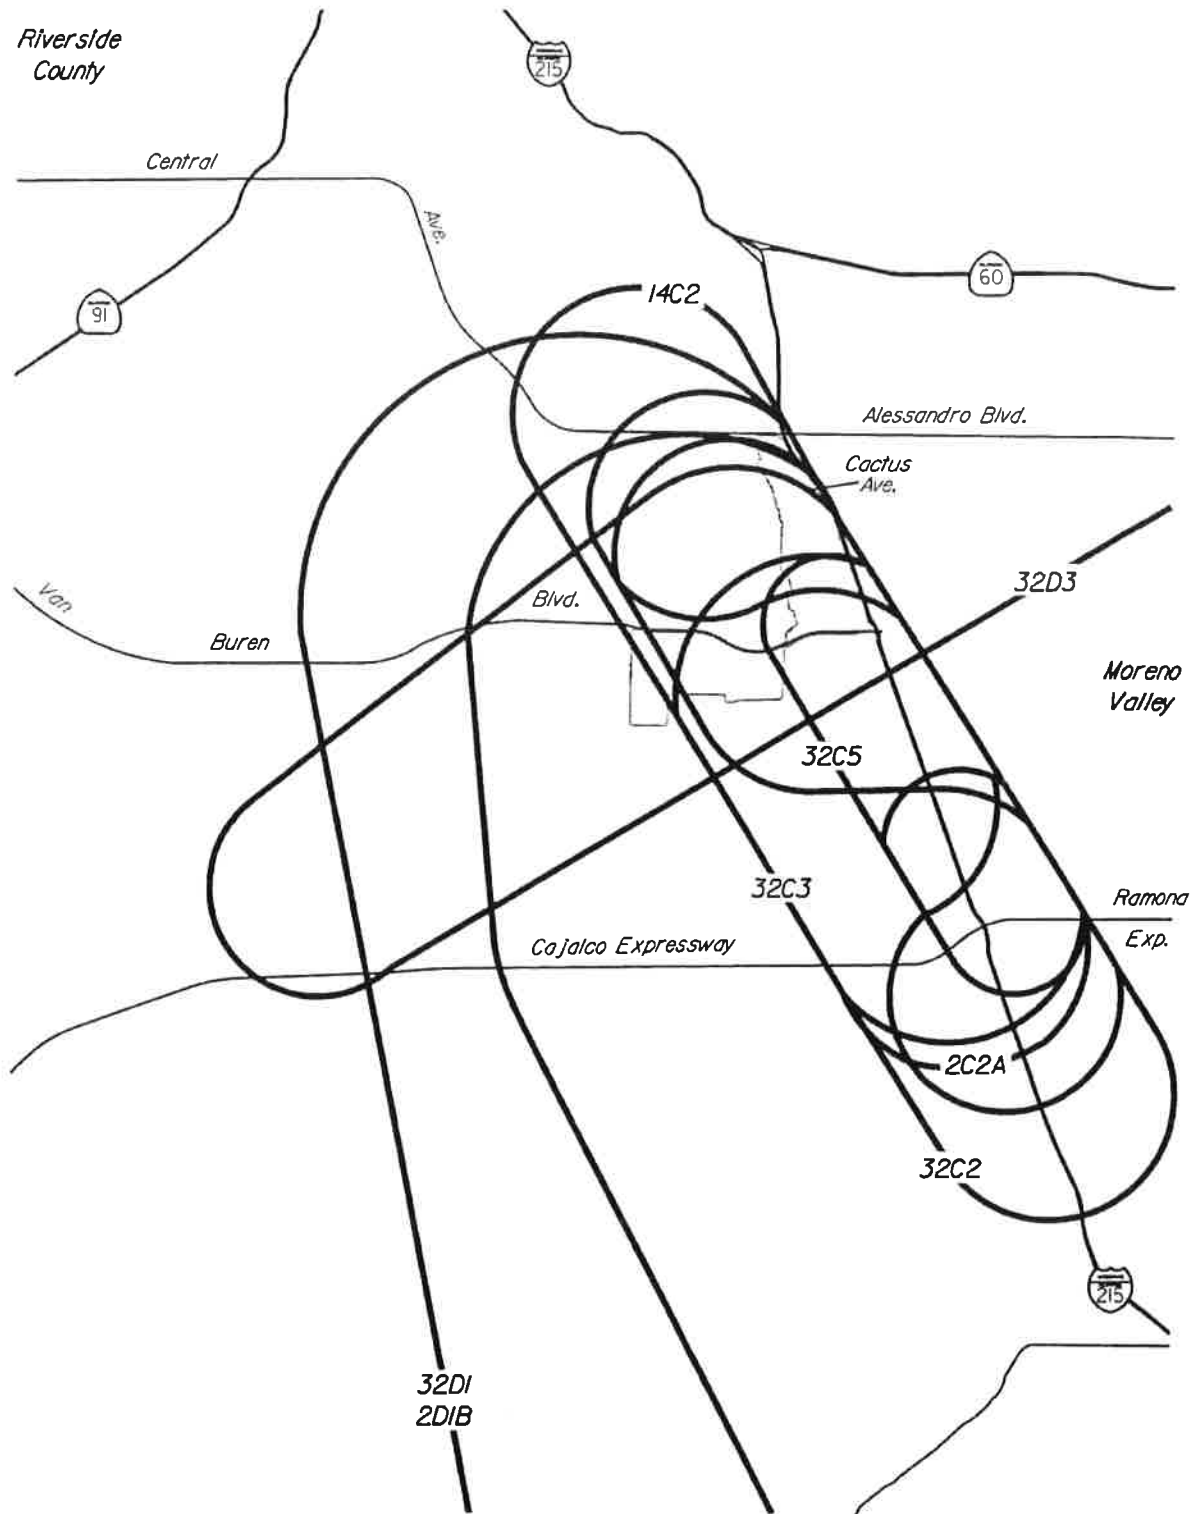 Riverside
County
215
Central
Ave.
14C2
60
91
Alessandro Blvd.
Cactus
Ave.
32D3
Van
Blvd.
Buren
Moreno
Valley
32C5
32C3
Ramona
Exp.
Cajalco Expressway
2C2A
32C2
215
32D1
2D1B